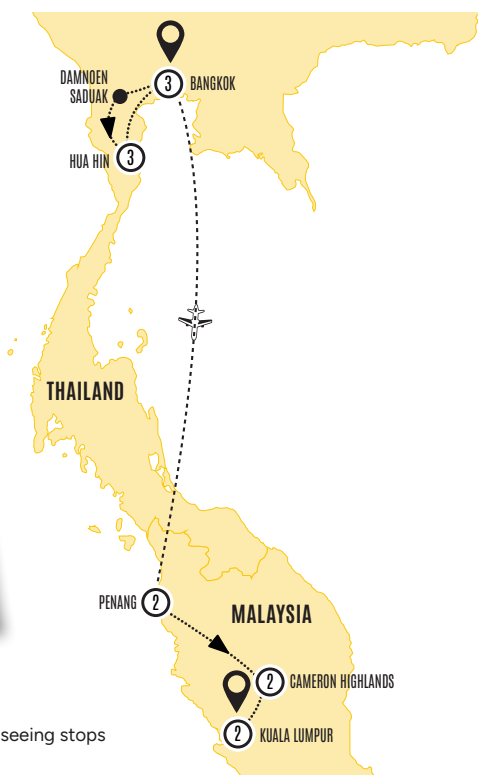 DAMNOEN
SADUAK
3
BANGKOK
HUA HIN
3
THAILAND
PENANG
2
MALAYSIA
2
CAMERON HIGHLANDS
2
KUALA LUMPUR
seeing stops